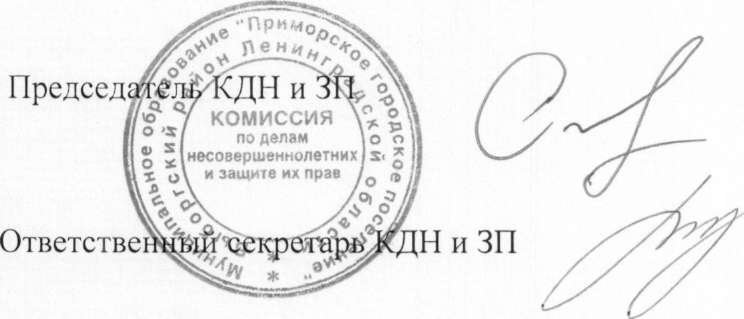 Председатель КДН и ЗП
Муниципальное образование "Приморское городское поселение"
* Выборгский район Ленинградской области *
КОМИССИЯ
по делам
несовершеннолетних
и защите их прав
Ответственный секретарь КДН и ЗП